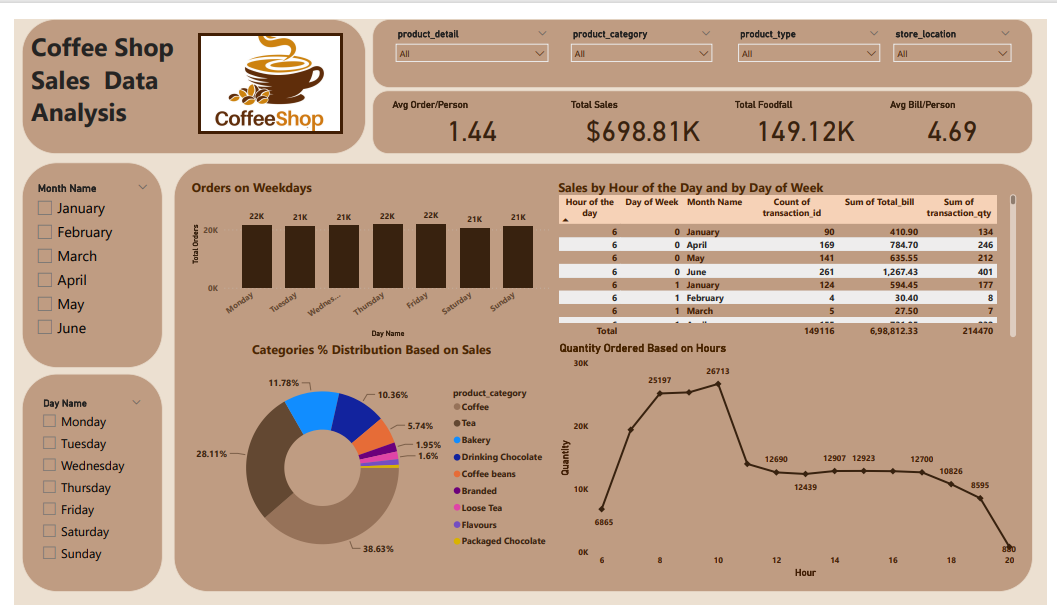 Coffee Shop
Sales Data
Analysis
CoffeeShop
product_detail
All
product_category
All
product_type
All
store_location
All
Avg Order/Person
1.44
Total Sales
$698.81K
Total Foodfall
149.12K
Avg Bill/Person
4.69
Month Name
January
February
March
April
May
June
Day Name
Monday
Tuesday
Wednesday
Thursday
Friday
Saturday
Sunday
Orders on Weekdays
Total Orders
20K
0K
22K
21K
21K
22K
22K
21K
21K
Monday
Tuesday
Wednes...
Thursday
Friday
Saturday
Sunday
Day Name
Sales by Hour of the Day and by Day of Week
Hour of the day Day of Week Month Name Count of transaction_id Sum of Total_bill Sum of transaction_qty
6 0 January 90 410.90 134
6 0 April 169 784.70 246
6 0 May 141 635.55 212
6 0 June 261 1,267.43 401
6 1 January 124 594.45 177
6 1 February 4 30.40 8
6 1 March 5 27.50 7
Total 149116 6,98,812.33 214470
Categories % Distribution Based on Sales
11.78%
10.36%
5.74%
1.95%
1.6%
28.11%
38.63%
product_category
Coffee
Tea
Bakery
Drinking Chocolate
Coffee beans
Branded
Loose Tea
Flavours
Packaged Chocolate
Quantity Ordered Based on Hours
Quantity
30K
20K
10K
0K
6865
25197
26713
12690
12439
12907
12923
12700
10826
8595
880
6
8
10
12
14
16
18
20
Hour